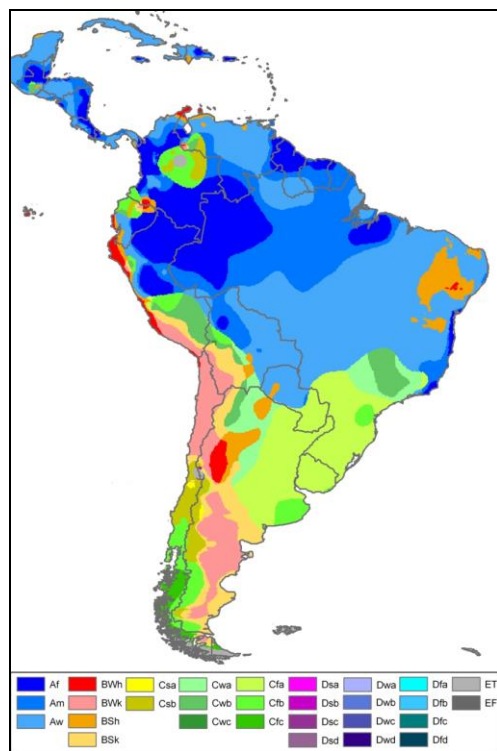 Af BWh Csa Cwa Cfa Dsa Dwa Dfa ET
Am BWk Csb Cwb Cfb Dsb Dwb Dfb EF
Aw BSh Cwc Cfc Dsc Dwc Dfc
BSk Dsd Dwd Dfd